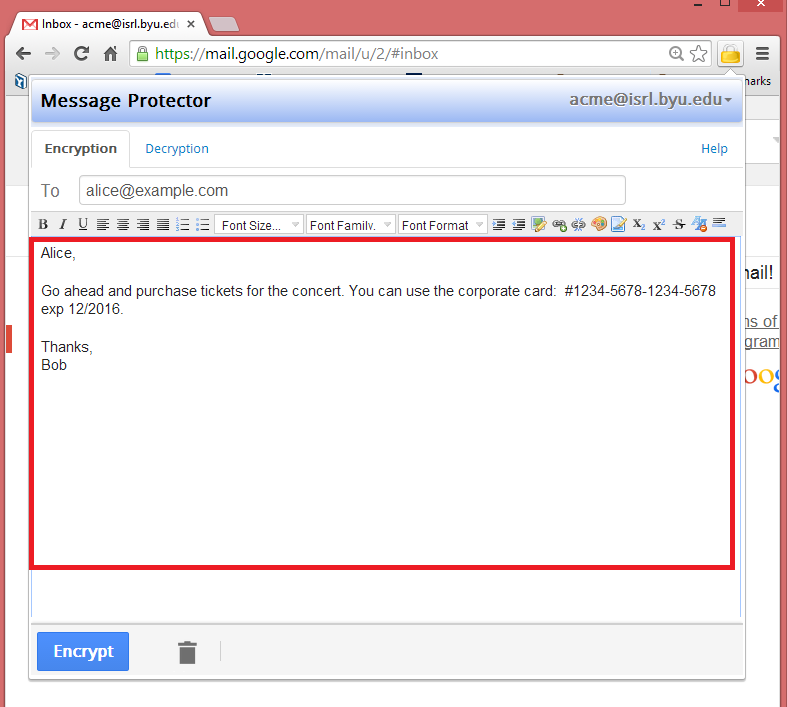 Inbox - acme@isrl.byu.edu
https://mail.google.com/mail/u/2/#inbox
Message Protector
acme@isrl.byu.edu
Encryption
Decryption
Help
To
alice@example.com
B I U
Font Size...
Font Family.
Font Format
X2 X2 S
Alice,
Go ahead and purchase tickets for the concert. You can use the corporate card:  #1234-5678-1234-5678
exp 12/2016.
Thanks,
Bob
Encrypt